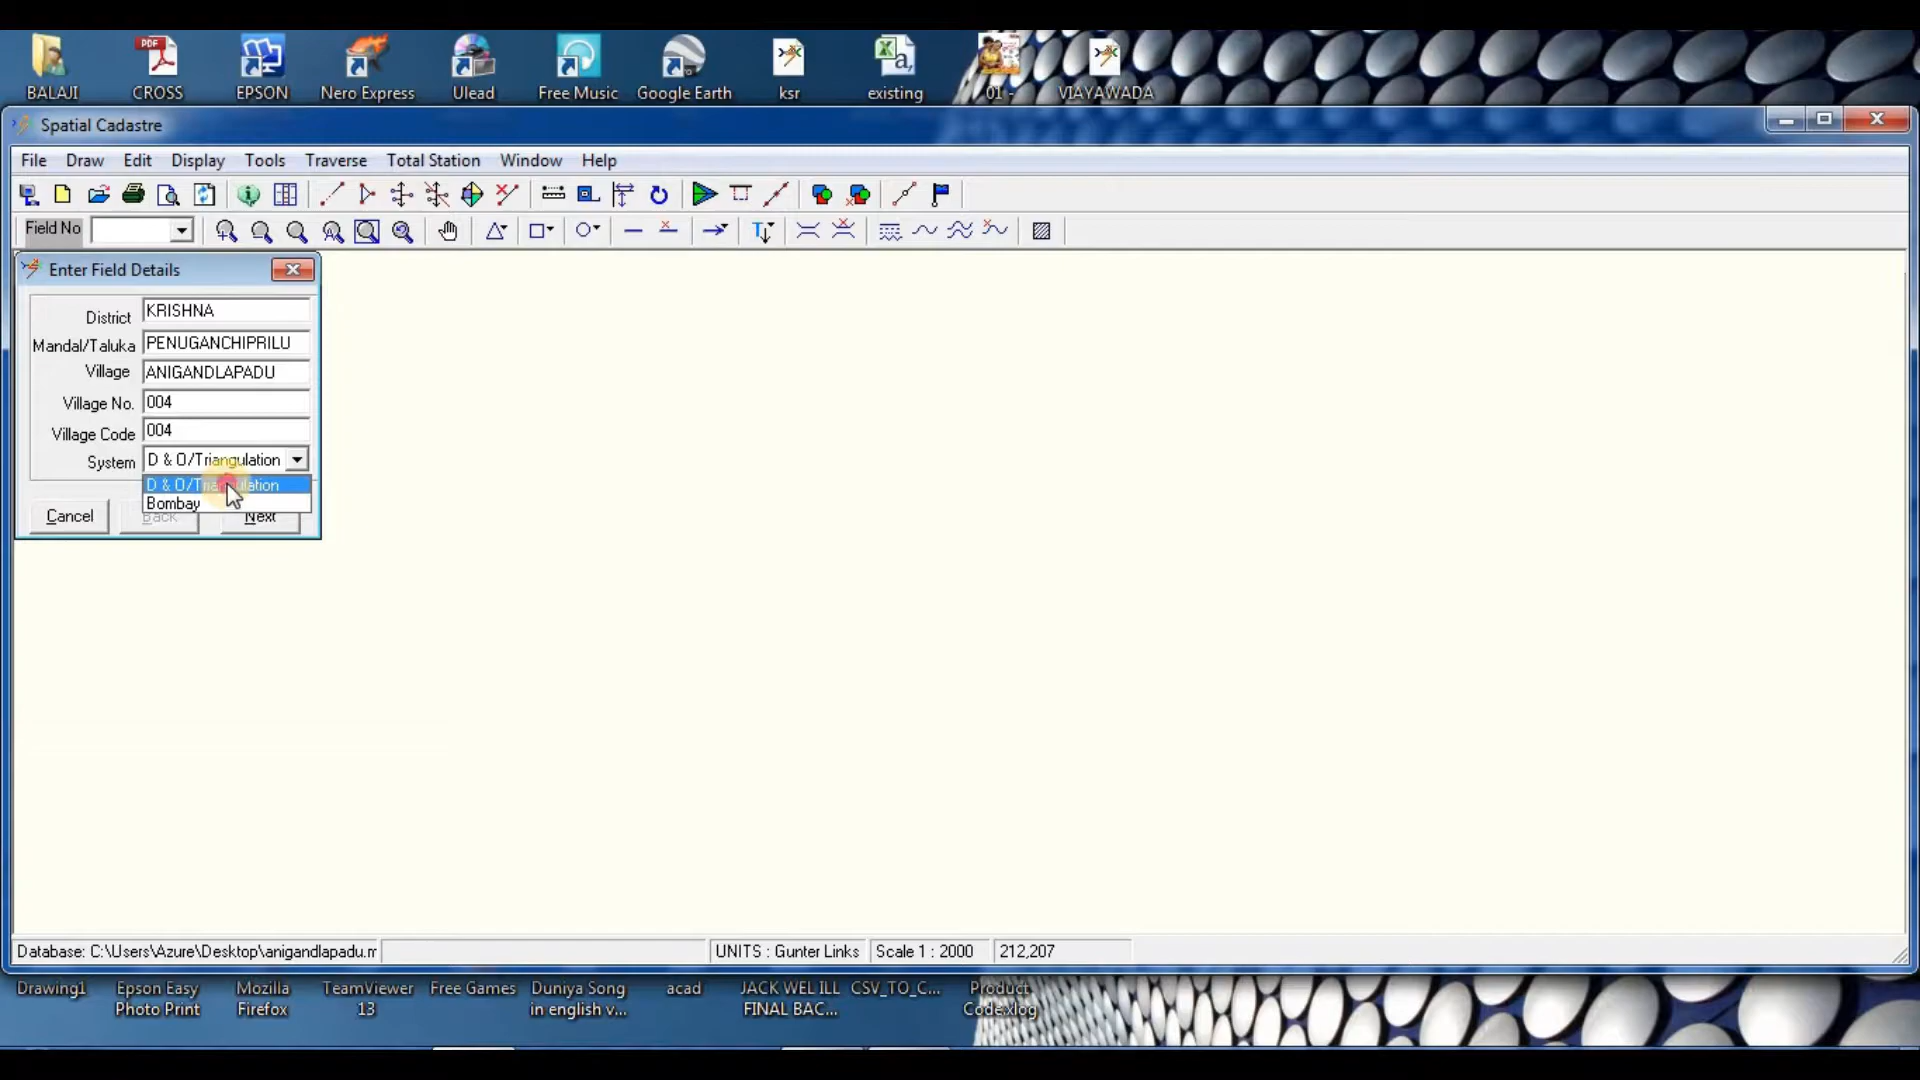 BALAJI
CROSS
EPSON
Nero Express
Ulead
Free Music
Google Earth
ksr
existing
01 -
VIAYAWADA
Spatial Cadastre
File Draw Edit Display Tools Traverse Total Station Window Help
Field No
Enter Field Details
District KRISHNA
Mandal/Taluka PENUGANCHIPRILU
Village ANIGANDLAPADU
Village No. 004
Village Code 004
System D & O/Triangulation
D & O/Triangulation
Bombay
Cancel Back Next
Database: C:\Users\Azure\Desktop\anigandlapadu.m
UNITS : Gunter Links
Scale 1 : 2000
212,207
Drawing1
Epson Easy
Photo Print
Mozilla
Firefox
TeamViewer
13
Free Games
Duniya Song
in english v...
acad
JACK WEL ILL
FINAL BAC...
CSV_TO_C...
Product
Code.xlog